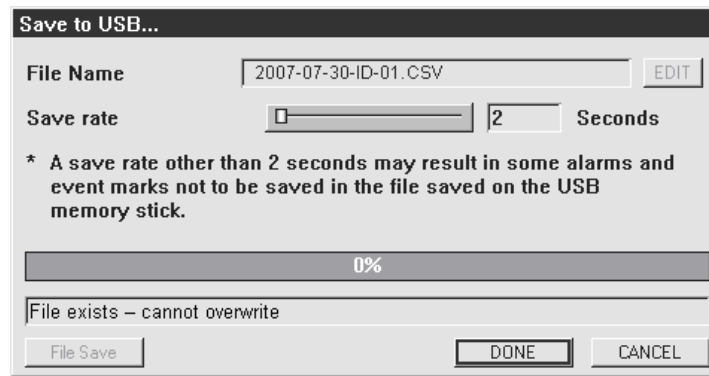 Save to USB...
File Name 2007-07-30-ID-01.CSV EDIT
Save rate 2 Seconds
* A save rate other than 2 seconds may result in some alarms and
event marks not to be saved in the file saved on the USB
memory stick.
0%
File exists – cannot overwrite
File Save DONE CANCEL